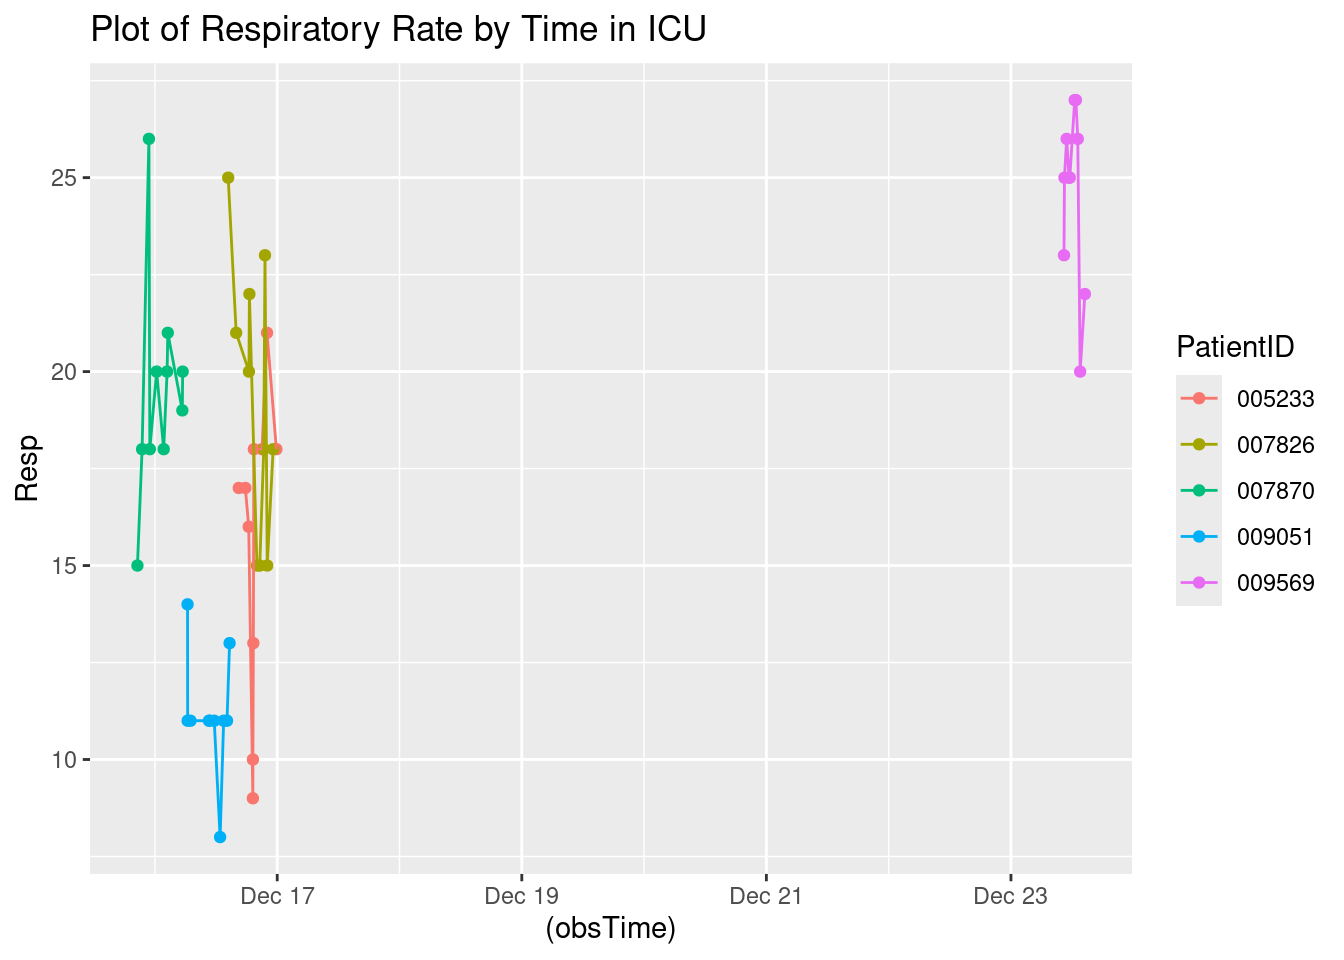 Plot of Respiratory Rate by Time in ICU
25
20
15
10
Resp
Dec 17
Dec 19
Dec 21
Dec 23
(obsTime)
PatientID
005233
007826
007870
009051
009569